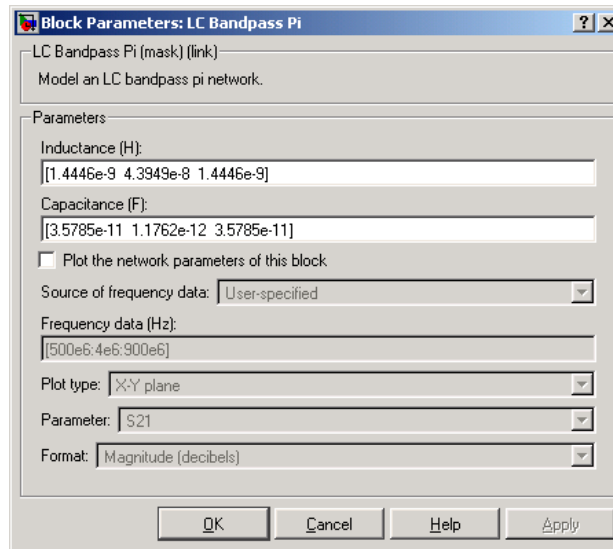 Block Parameters: LC Bandpass Pi
LC Bandpass Pi (mask) (link)
Model an LC bandpass pi network.
Parameters
Inductance (H):
[1.4446e-9 4.3949e-8 1.4446e-9]
Capacitance (F):
[3.5785e-11 1.1762e-12 3.5785e-11]
Plot the network parameters of this block
Source of frequency data: User-specified
Frequency data (Hz):
[500e6:4e6:900e6]
Plot type: X-Y plane
Parameter: S21
Format: Magnitude (decibels)
OK Cancel Help Apply